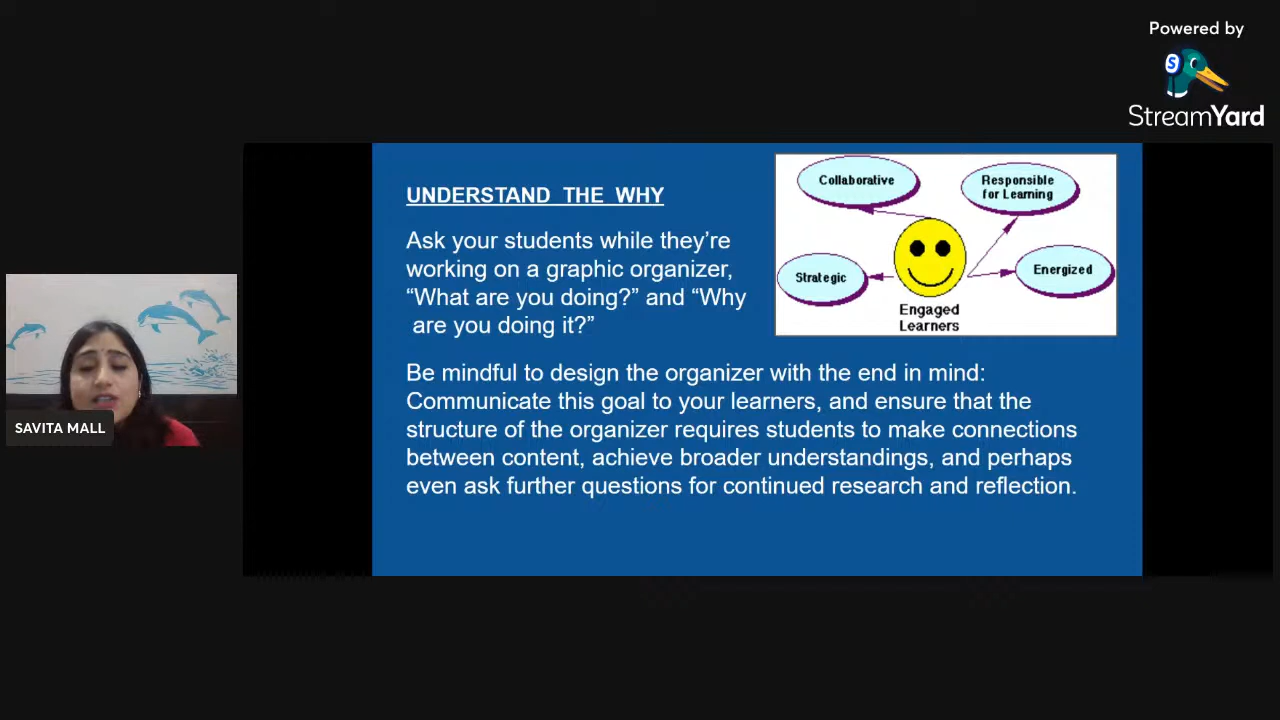 Powered by
StreamYard
UNDERSTAND THE WHY
Ask your students while they’re
working on a graphic organizer,
“What are you doing?” and “Why
are you doing it?”
Collaborative
Responsible
for Learning
Strategic
Energized
Engaged
Learners
Be mindful to design the organizer with the end in mind:
Communicate this goal to your learners, and ensure that the
structure of the organizer requires students to make connections
between content, achieve broader understandings, and perhaps
even ask further questions for continued research and reflection.
SAVITA MALL